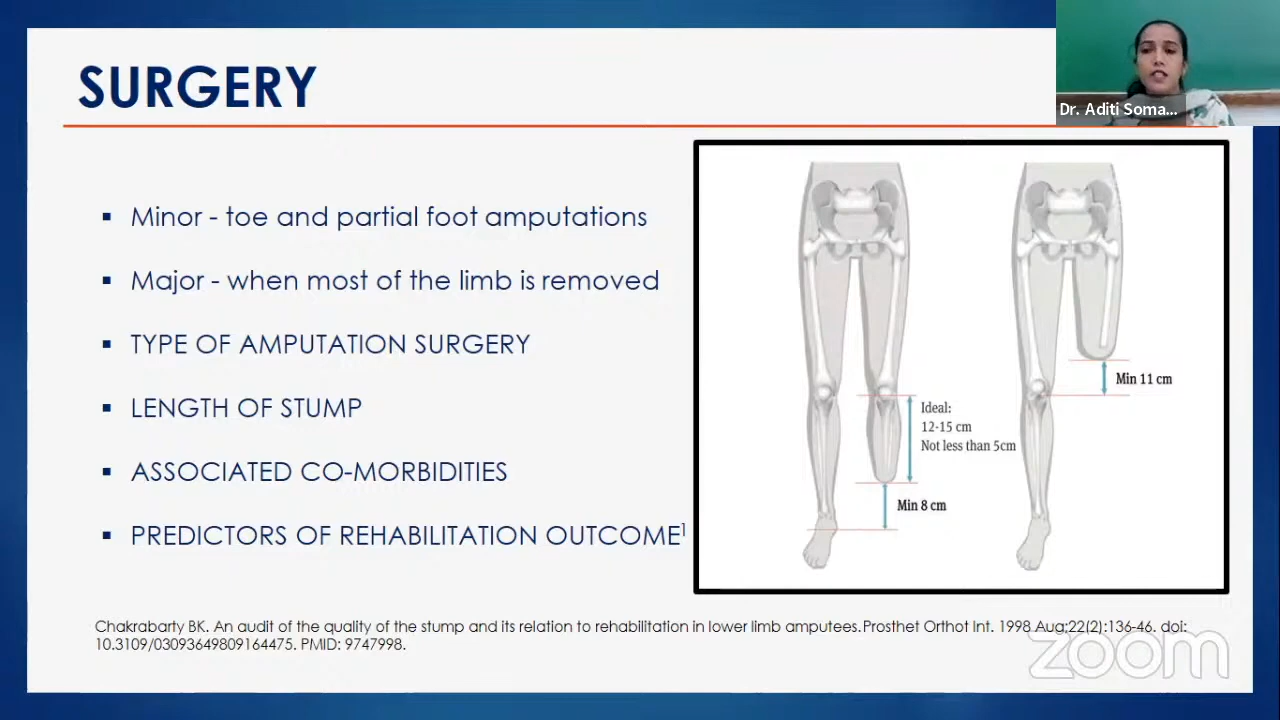 SURGERY
Dr. Aditi Soma...
▪ Minor - toe and partial foot amputations
▪ Major - when most of the limb is removed
▪ TYPE OF AMPUTATION SURGERY
▪ LENGTH OF STUMP
▪ ASSOCIATED CO-MORBIDITIES
▪ PREDICTORS OF REHABILITATION OUTCOME¹
Min 11 cm
Ideal:
12-15 cm
Not less than 5cm
Min 8 cm
Chakrabarty BK. An audit of the quality of the stump and its relation to rehabilitation in lower limb amputees.Prosthet Orthot Int. 1998 Aug;22(2):136-46. doi:
10.3109/03093649809164475. PMID: 9747998.
zoom